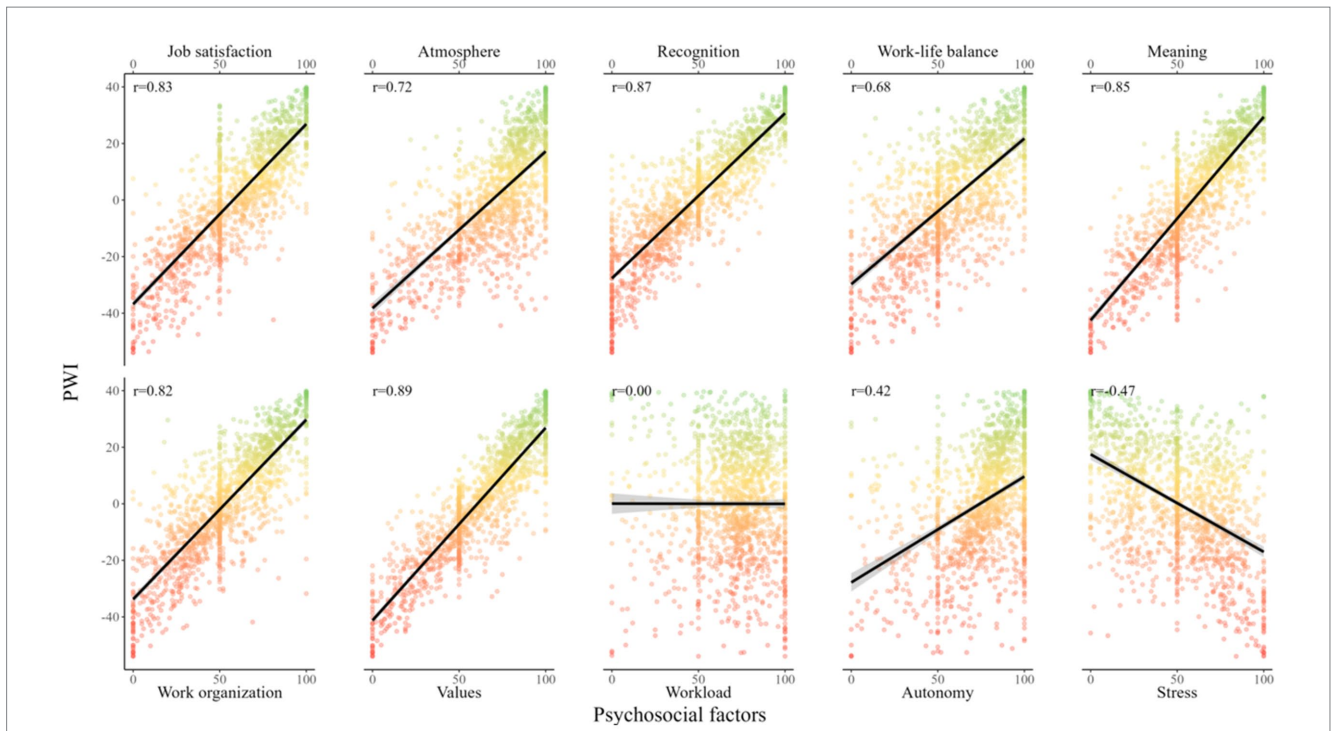 Job satisfaction Atmosphere Recognition Work-life balance Meaning
0 50 100 0 50 100 0 50 100 0 50 100 0 50 100
40 r=0.83 r=0.72 r=0.87 r=0.68 r=0.85
20
0
-20
-40
PWI
40 r=0.82 r=0.89 r=0.00 r=0.42 r=-0.47
20
0
-20
-40
0 50 100 0 50 100 0 50 100 0 50 100 0 50 100
Work organization Values Workload Autonomy Stress
Psychosocial factors